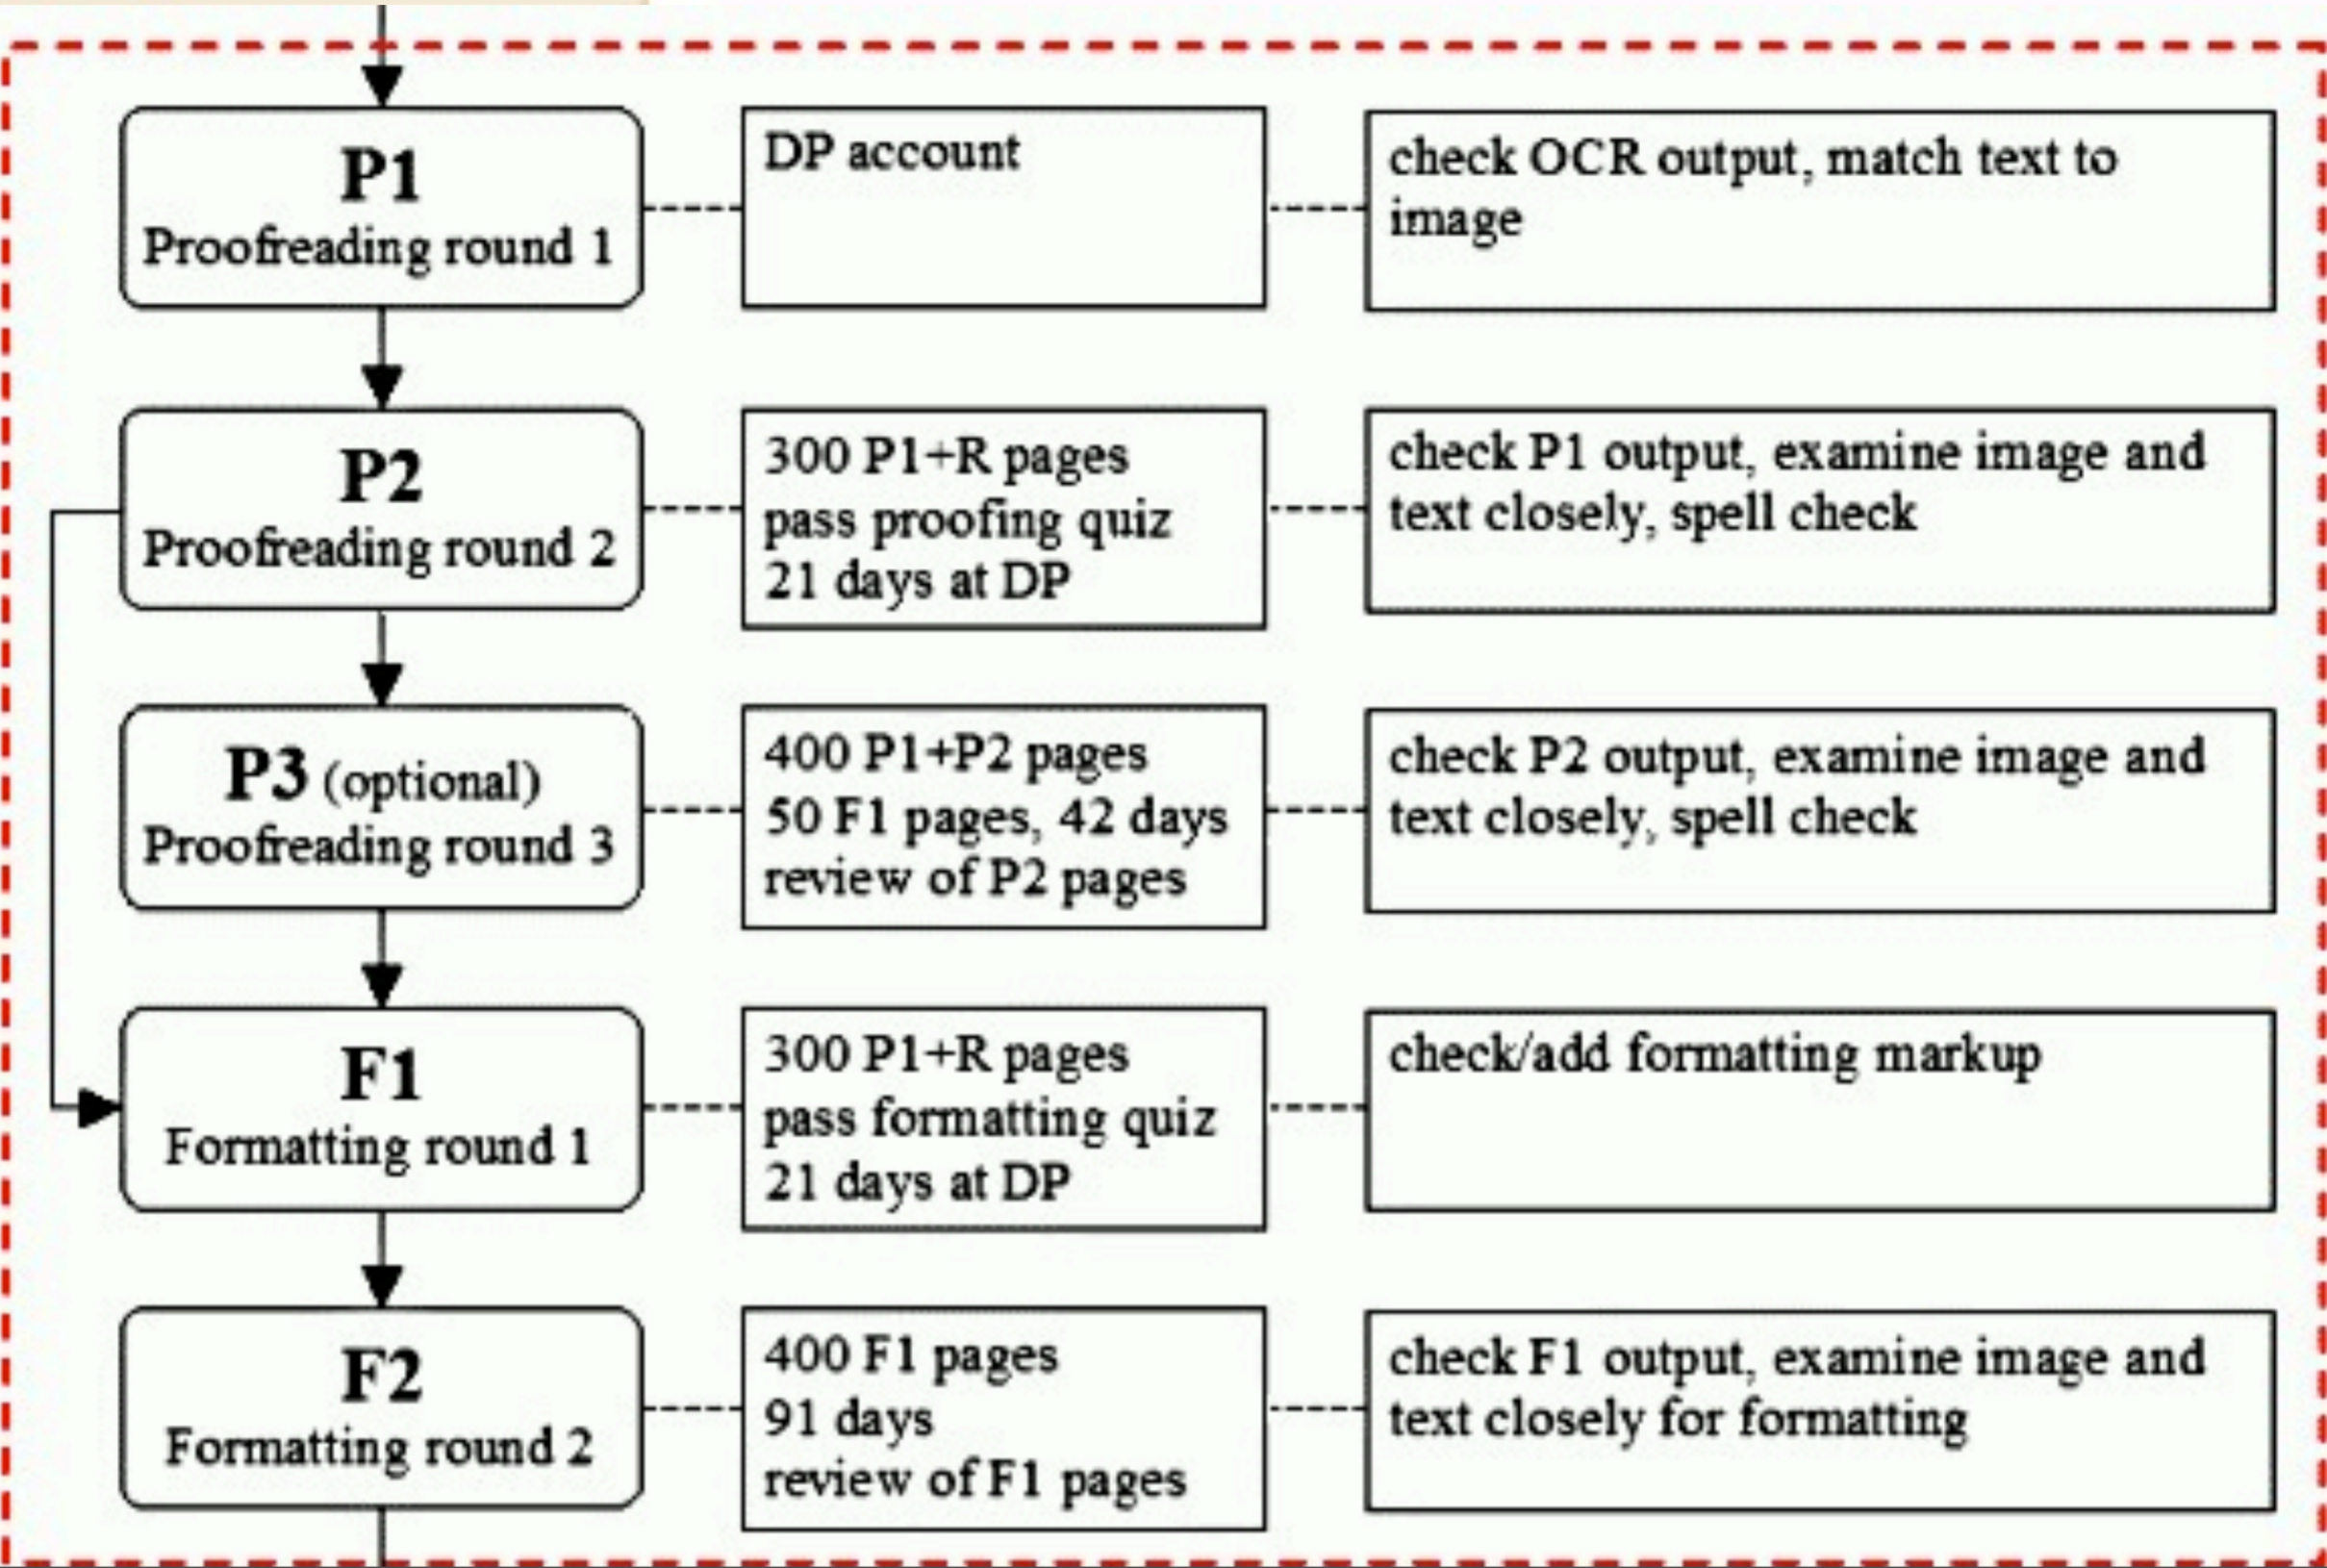 P1
Proofreading round 1
DP account
check OCR output, match text to
image
P2
Proofreading round 2
300 P1+R pages
pass proofing quiz
21 days at DP
check P1 output, examine image and
text closely, spell check
P3 (optional)
Proofreading round 3
400 P1+P2 pages
50 F1 pages, 42 days
review of P2 pages
check P2 output, examine image and
text closely, spell check
F1
Formatting round 1
300 P1+R pages
pass formatting quiz
21 days at DP
check/add formatting markup
F2
Formatting round 2
400 F1 pages
91 days
review of F1 pages
check F1 output, examine image and
text closely for formatting